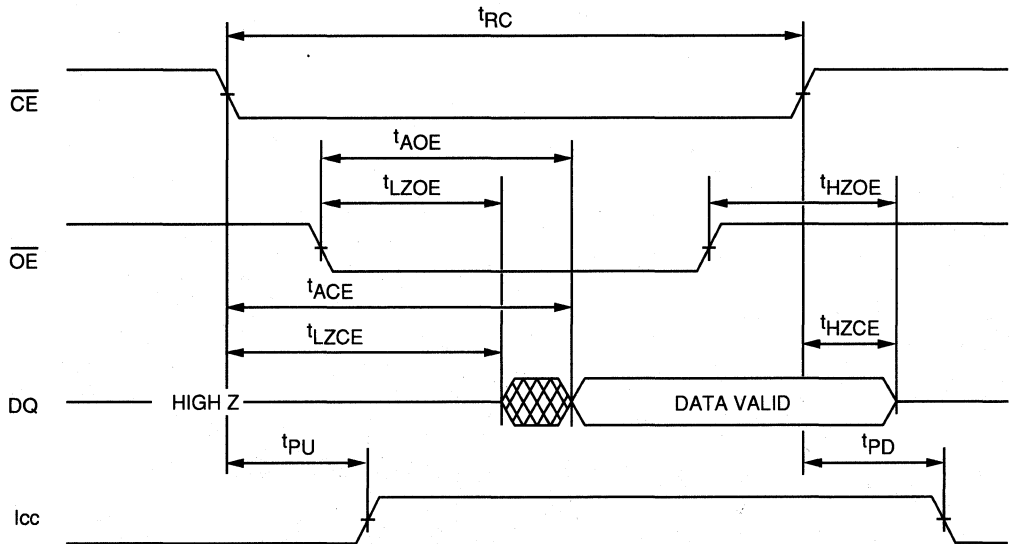 tRC
CE
tAOE
tLZOE
tHZOE
OE
tACE
tHZCE
tLZCE
DQ
HIGH Z
DATA VALID
tPU
tPD
Icc